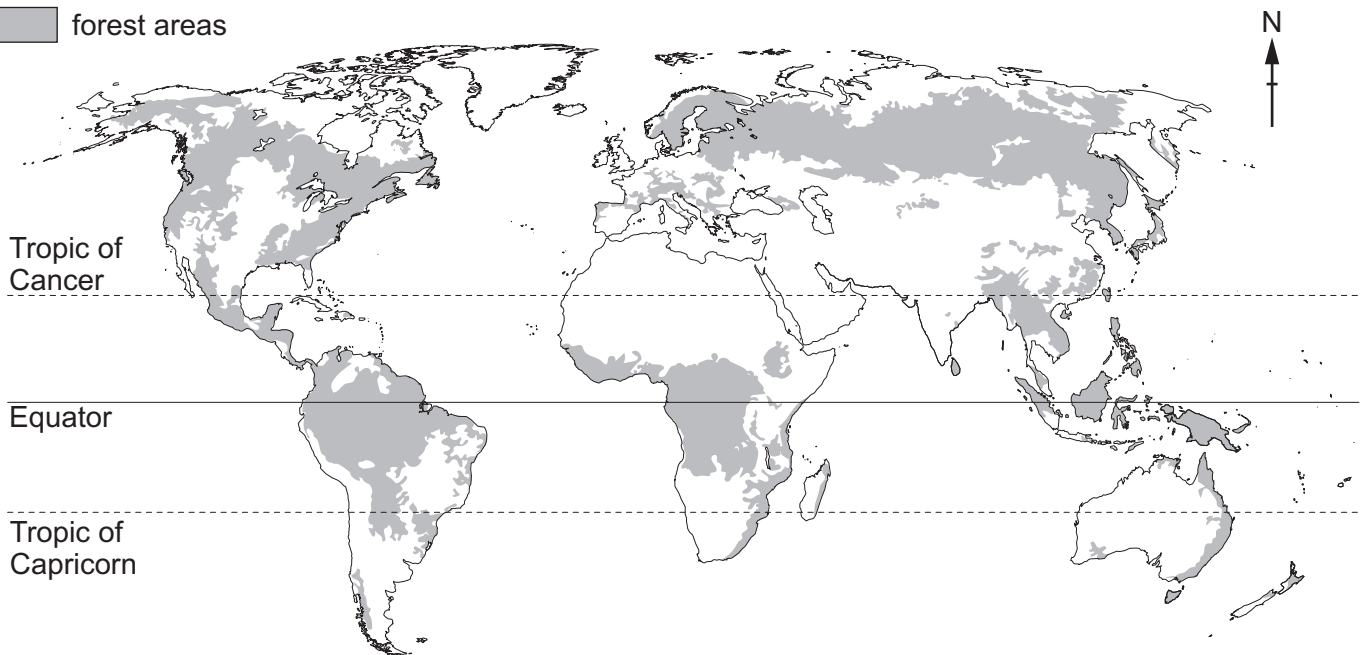 forest areas
N
Tropic of
Cancer
Equator
Tropic of
Capricorn